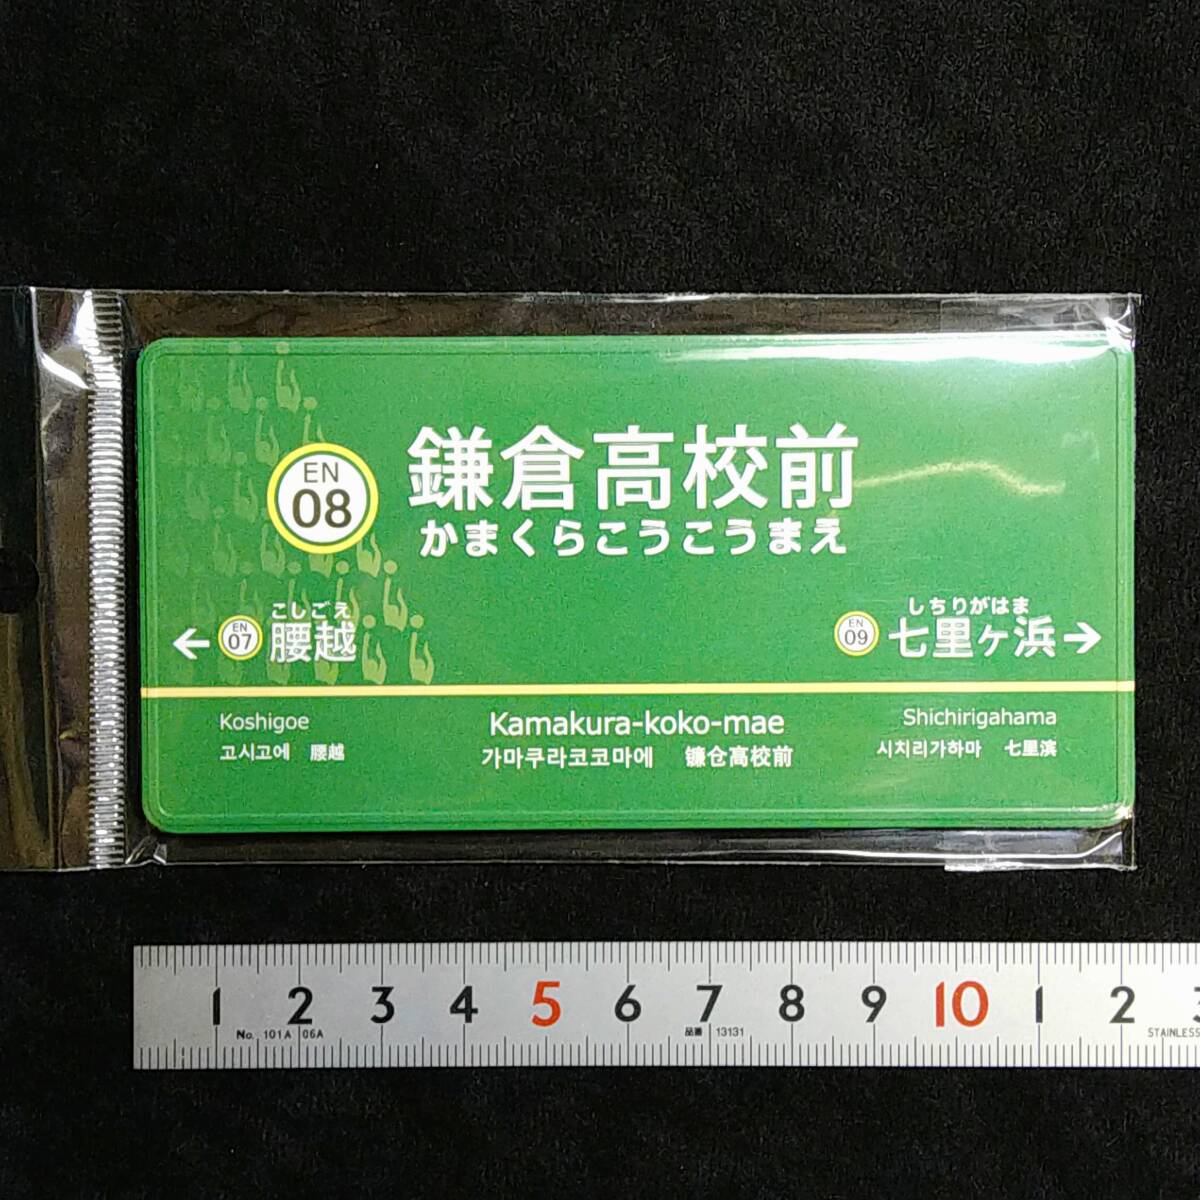 EN
08
鎌倉高校前
かまくらこうこうまえ
こしごえ
← EN 07 腰越
しちりがはま
EN 09 七里ヶ浜 →
Koshigoe
고시고에 腰越
Kamakura-koko-mae
가마쿠라코코마에 镰仓高校前
Shichirigahama
시치리가하마 七里滨
1 2 3 4 5 6 7 8 9 10 1 2
No. 101A 06A
品番 13131
STAINLESS